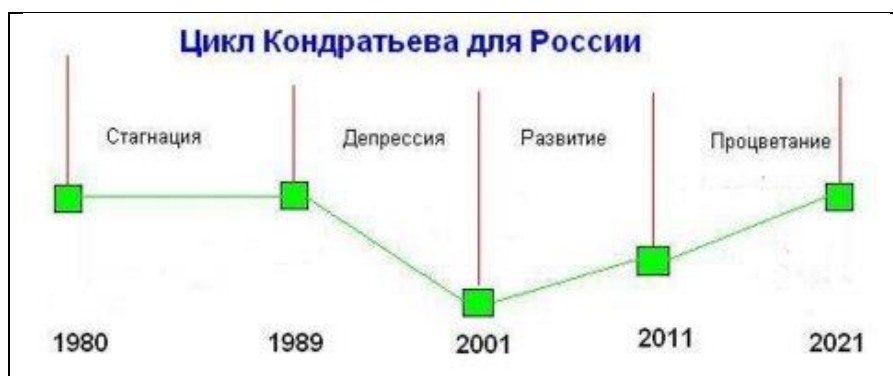 Цикл Кондратьева для России
Стагнация
Депрессия
Развитие
Процветание
1980
1989
2001
2011
2021